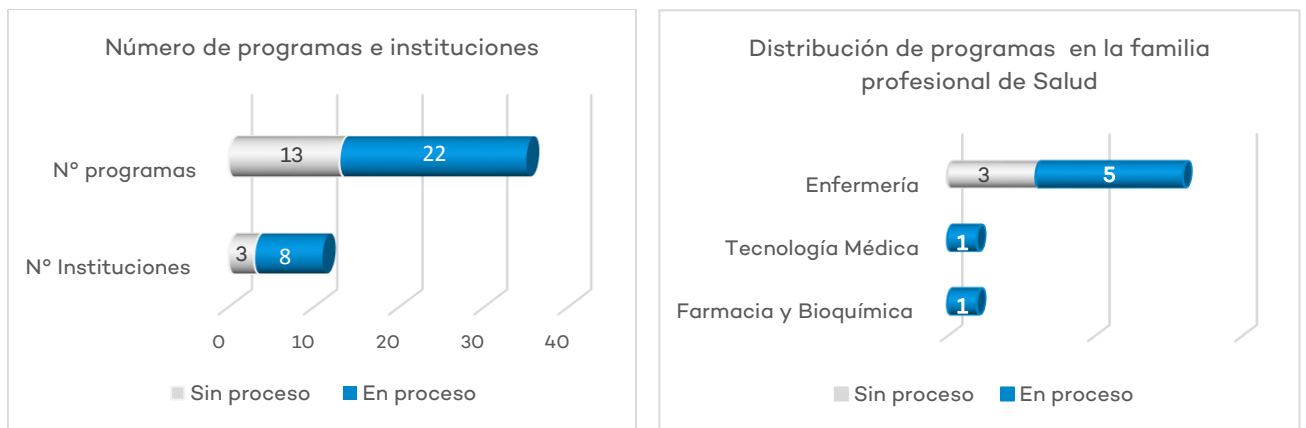 Número de programas e instituciones
N° programas
13
22
N° Instituciones
3
8
0
10
20
30
40
Sin proceso
En proceso
Distribución de programas en la familia
profesional de Salud
Enfermería
3
5
Tecnología Médica
1
Farmacia y Bioquímica
1
Sin proceso
En proceso